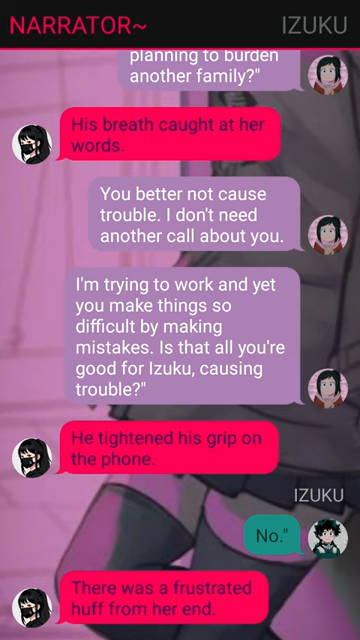 NARRATOR~ IZUKU
planning to burden
another family?"
His breath caught at her
words.
You better not cause
trouble. I don't need
another call about you.
I'm trying to work and yet
you make things so
difficult by making
mistakes. Is that all you're
good for Izuku, causing
trouble?"
He tightened his grip on
the phone.
IZUKU
No."
There was a frustrated
huff from her end.